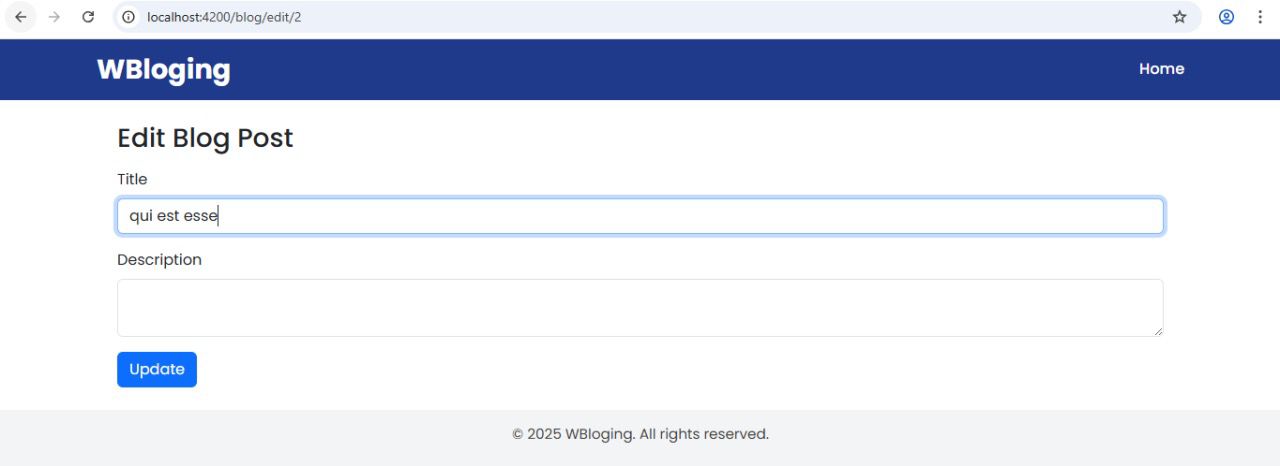 localhost:4200/blog/edit/2
WBloging
Home
Edit Blog Post
Title
qui est esse
Description
Update
© 2025 WBloging. All rights reserved.